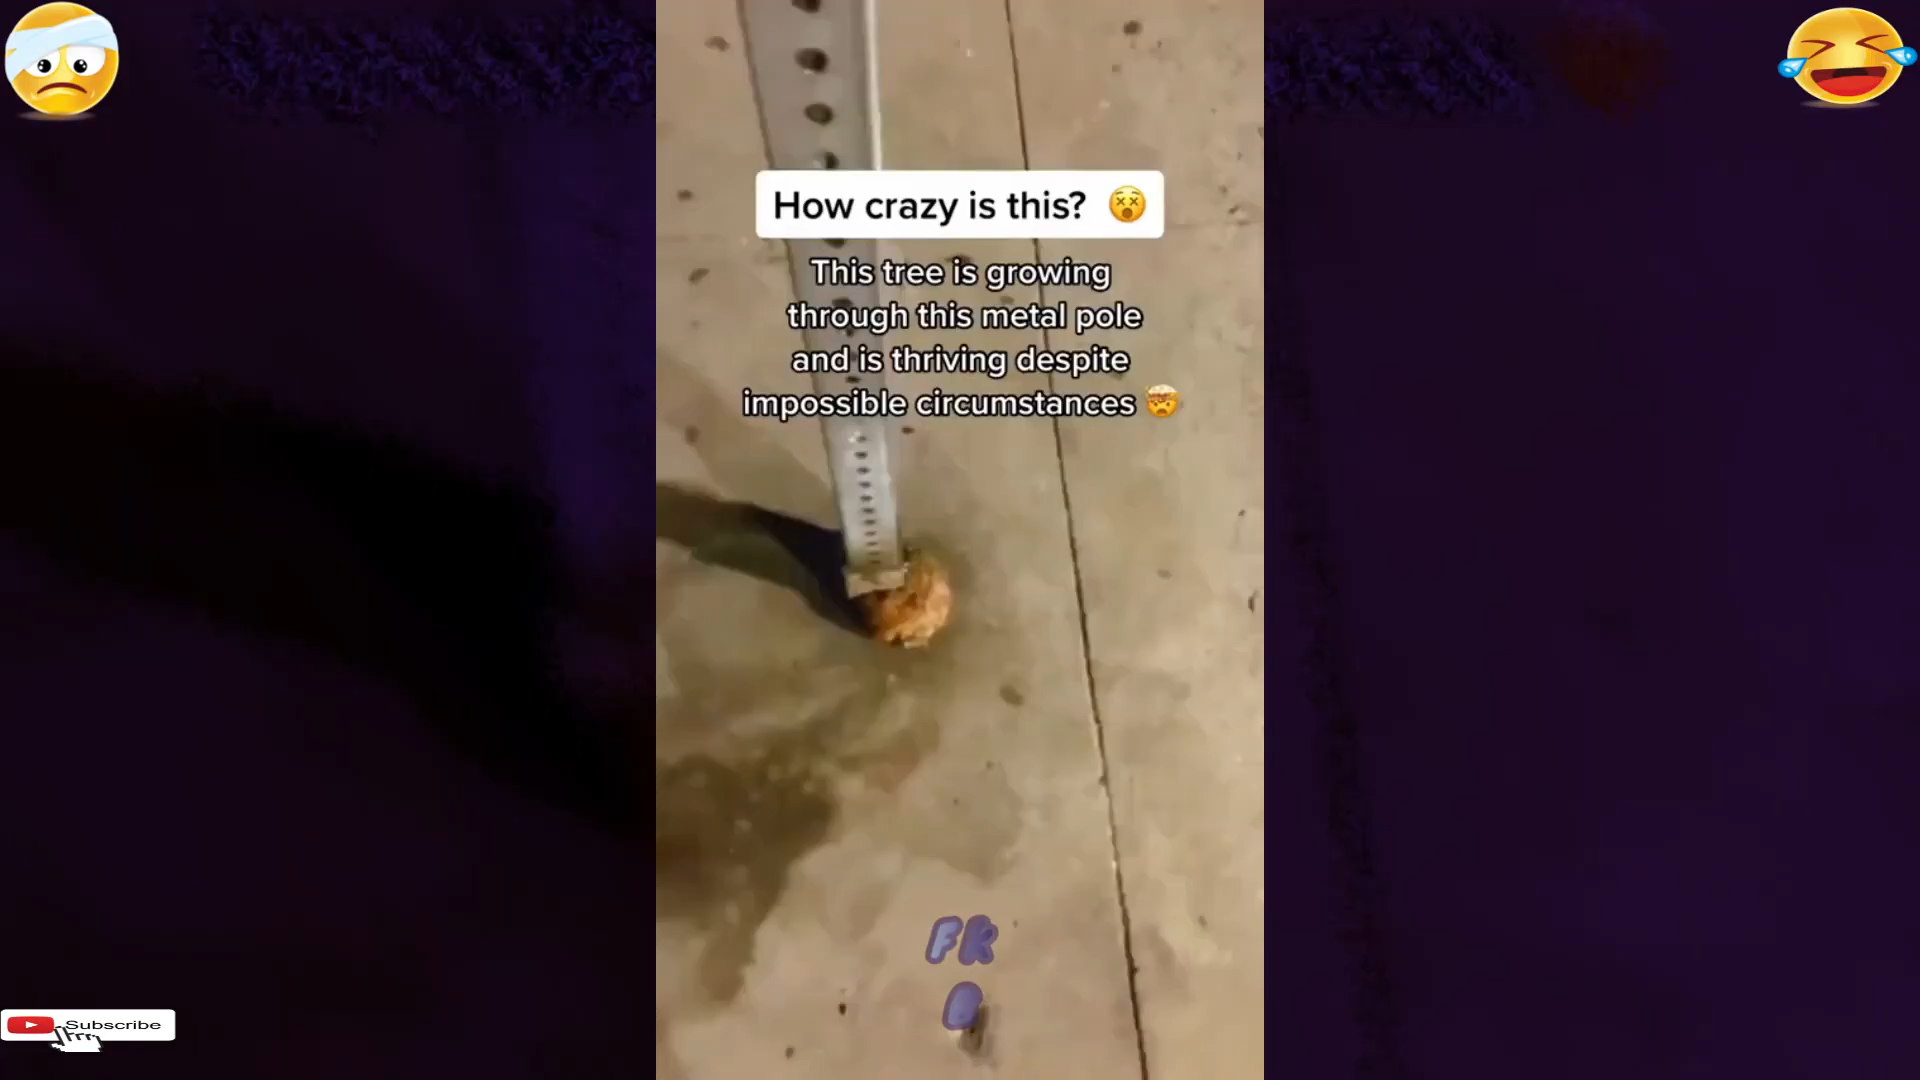 How crazy is this?
This tree is growing
through this metal pole
and is thriving despite
impossible circumstances
FK
Subscribe